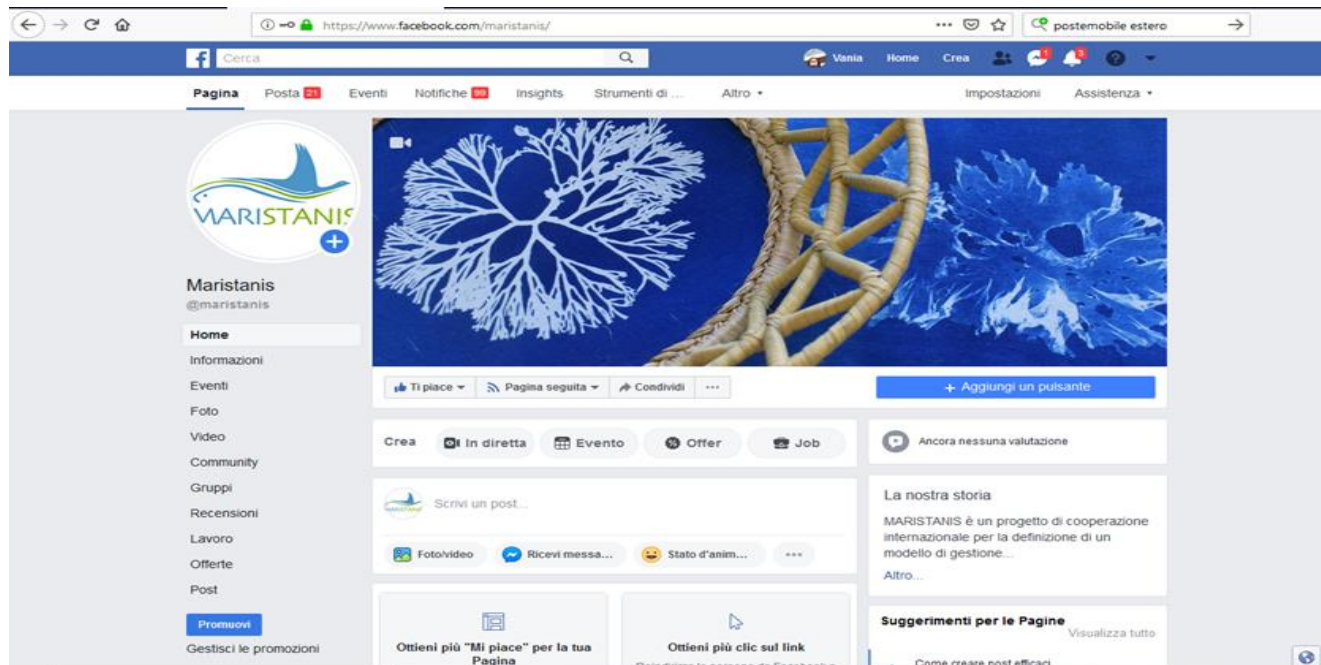 https://www.facebook.com/maristanis/
postemobile estero
Cerca
Vania Home Crea 1 3
Pagina Posta 21 Eventi Notifiche 99 Insights Strumenti di ... Altro Impostazioni Assistenza
MARISTANIS
Maristanis
@maristanis
Home
Informazioni
Eventi
Foto
Video
Community
Gruppi
Recensioni
Lavoro
Offerte
Post
Promuovi
Gestisci le promozioni
Ti piace Pagina seguita Condividi ...
+ Aggiungi un pulsante
Crea In diretta Evento Offer Job
Scrivi un post...
Foto/video Ricevi messa... Stato d'anim... ...
Ottieni più "Mi piace" per la tua
Pagina
Ottieni più clic sul link
Ancora nessuna valutazione
La nostra storia
MARISTANIS è un progetto di cooperazione
internazionale per la definizione di un
modello di gestione...
Altro...
Suggerimenti per le Pagine
Visualizza tutto
Come creare post efficaci